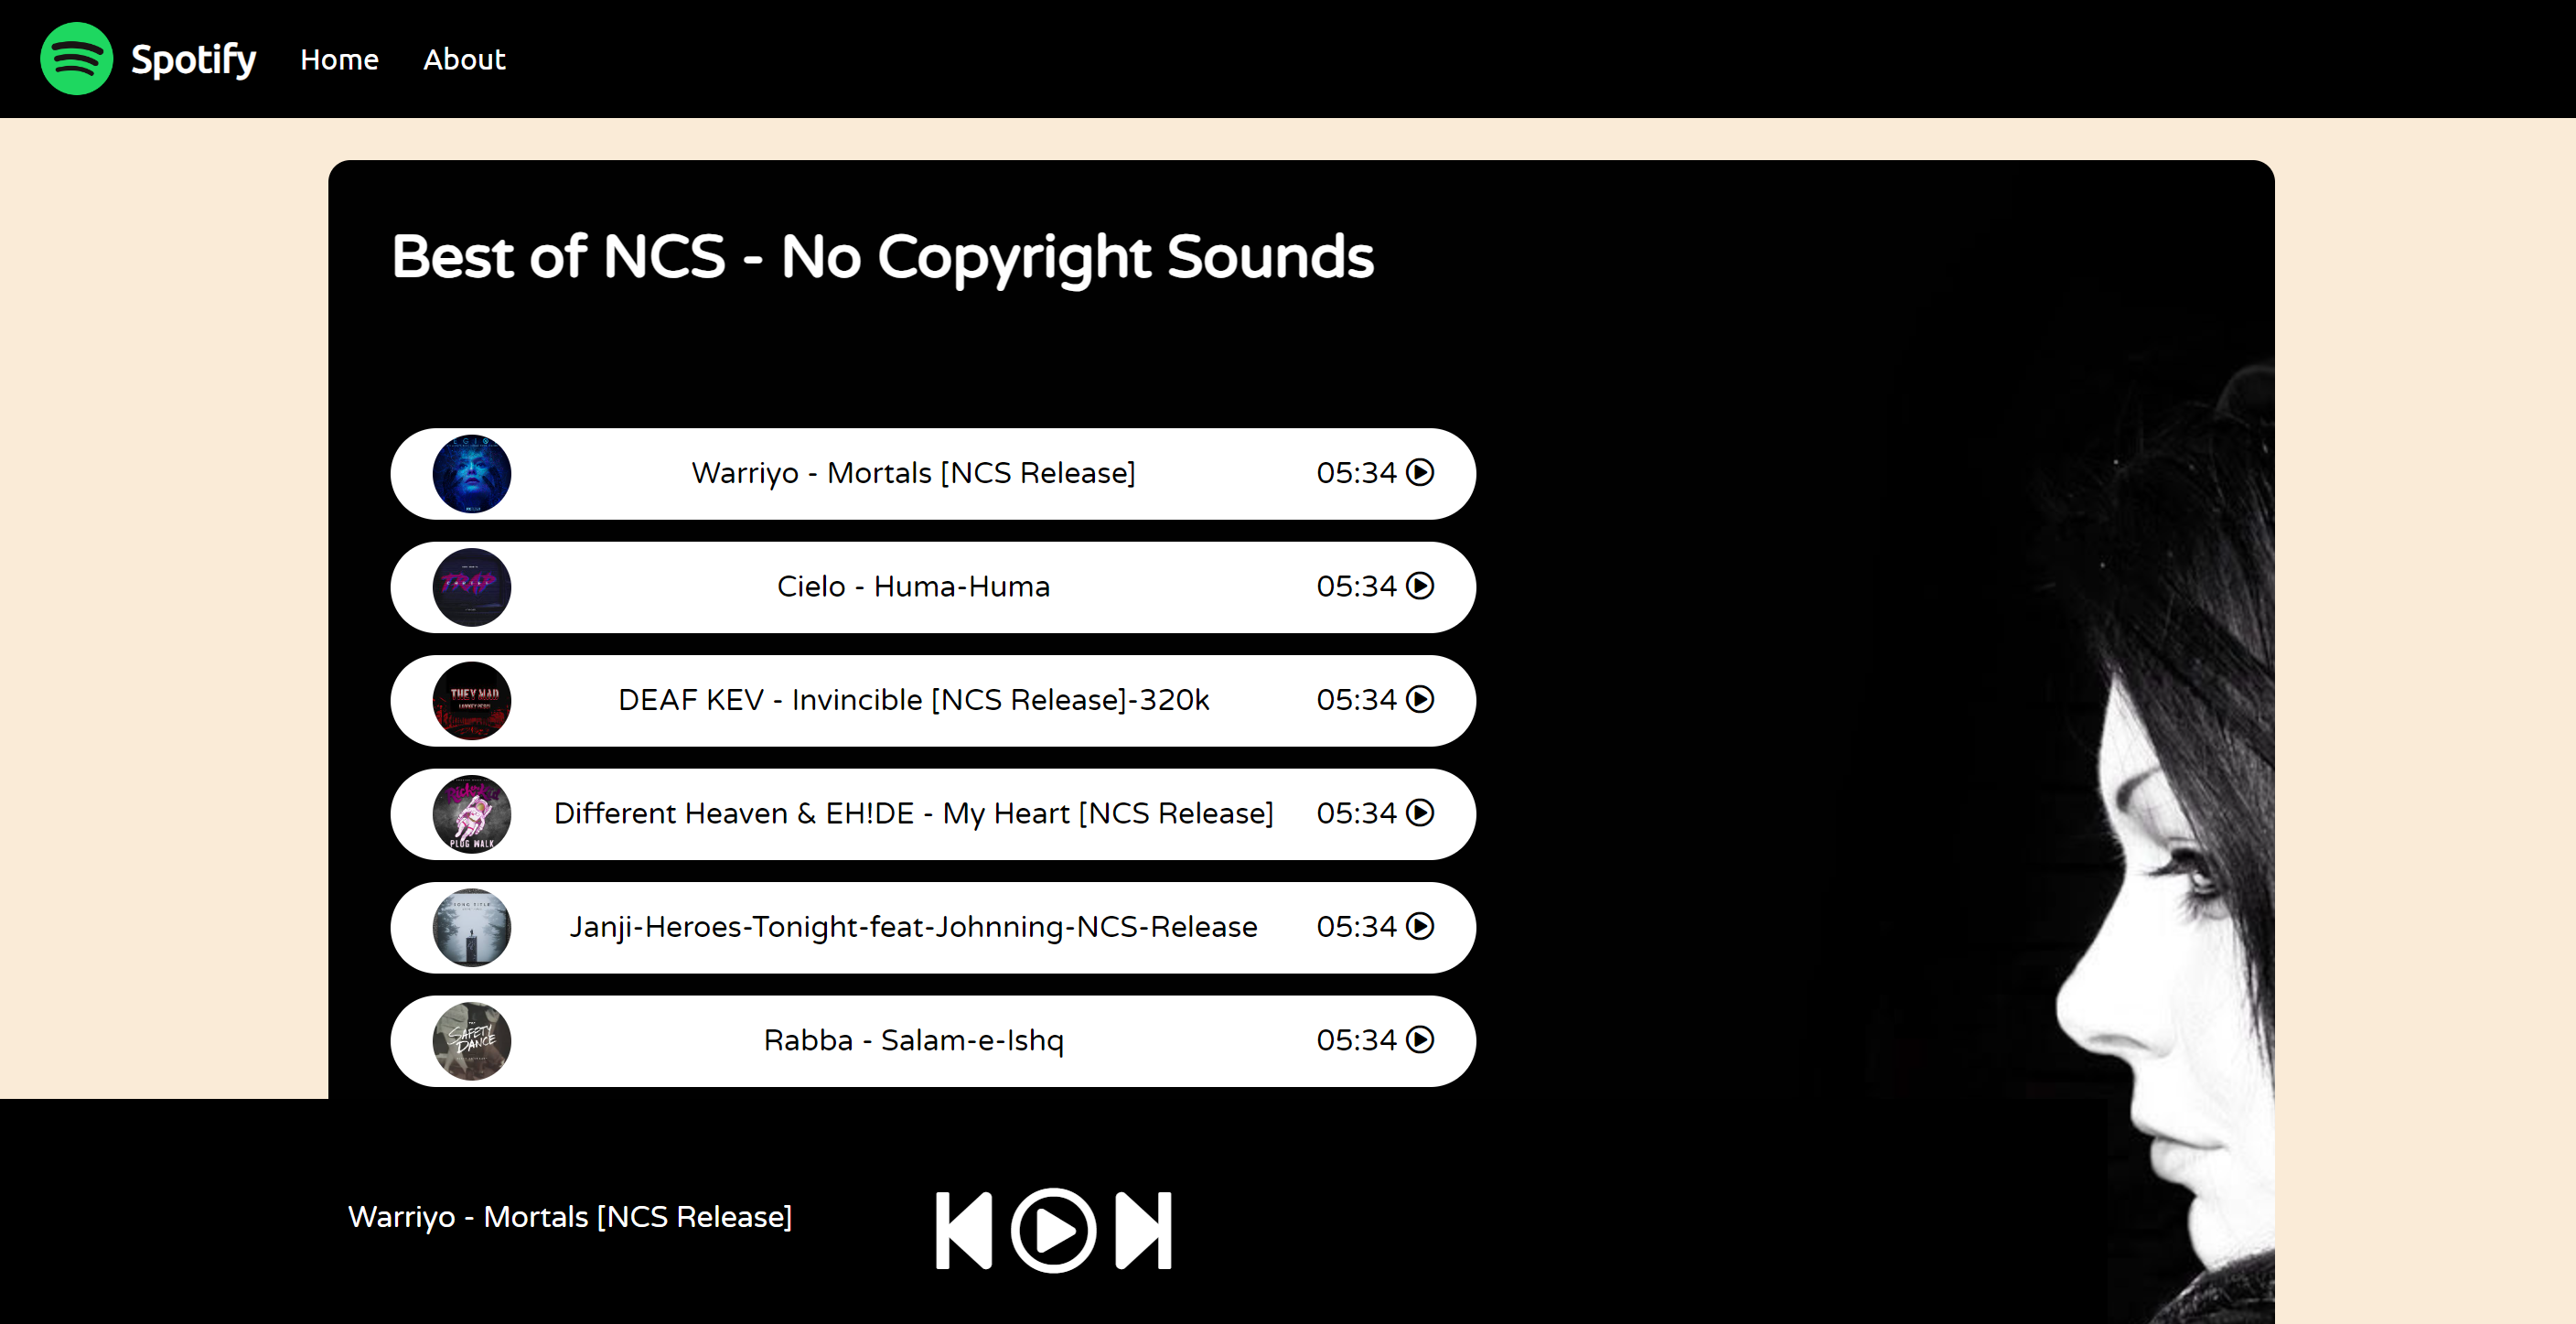 Spotify Home About
Best of NCS - No Copyright Sounds
Warriyo - Mortals [NCS Release] 05:34
Cielo - Huma-Huma 05:34
THEY MAD
DEAF KEV - Invincible [NCS Release]-320k 05:34
PLUG WALK
Different Heaven & EH!DE - My Heart [NCS Release] 05:34
SONG TITLE
Janji-Heroes-Tonight-feat-Johnning-NCS-Release 05:34
SAFETY
DANCE
Rabba - Salam-e-Ishq 05:34
Warriyo - Mortals [NCS Release]